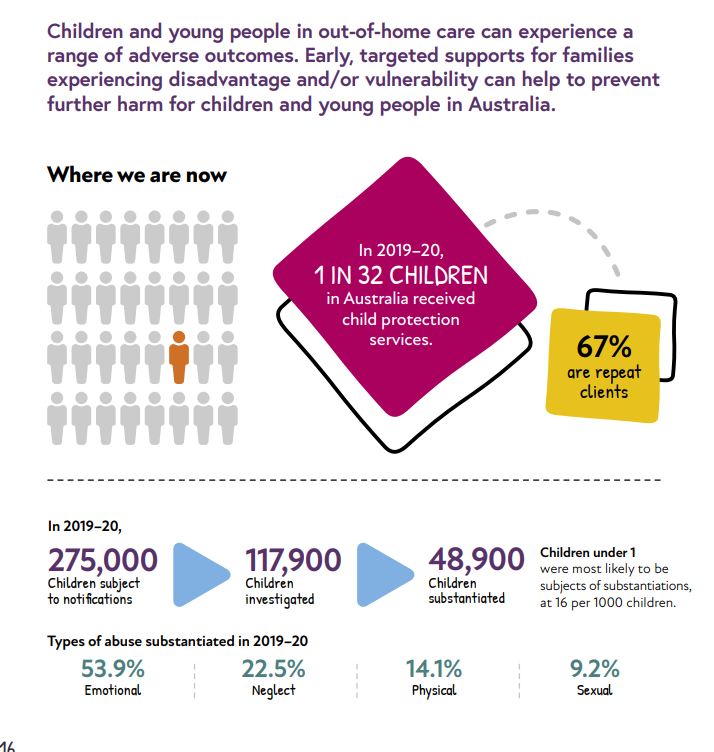 Children and young people in out-of-home care can experience a
range of adverse outcomes. Early, targeted supports for families
experiencing disadvantage and/or vulnerability can help to prevent
further harm for children and young people in Australia.
Where we are now
In 2019–20,
1 IN 32 CHILDREN
in Australia received
child protection
services.
67%
are repeat
clients
In 2019–20,
275,000
Children subject
to notifications
117,900
Children
investigated
48,900
Children
substantiated
Children under 1
were most likely to be
subjects of substantiations,
at 16 per 1000 children.
Types of abuse substantiated in 2019–20
53.9%
Emotional
22.5%
Neglect
14.1%
Physical
9.2%
Sexual
16